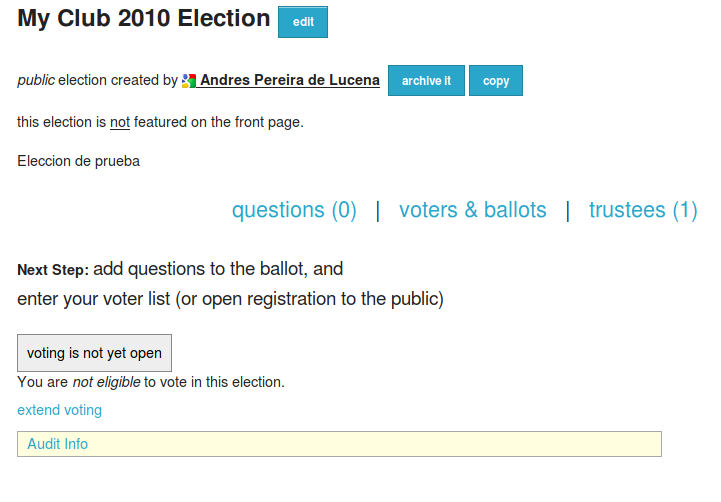 My Club 2010 Election edit
public election created by Andres Pereira de Lucena archive it copy
this election is not featured on the front page.
Eleccion de prueba
questions (0) | voters & ballots | trustees (1)
Next Step: add questions to the ballot, and
enter your voter list (or open registration to the public)
voting is not yet open
You are not eligible to vote in this election.
extend voting
Audit Info